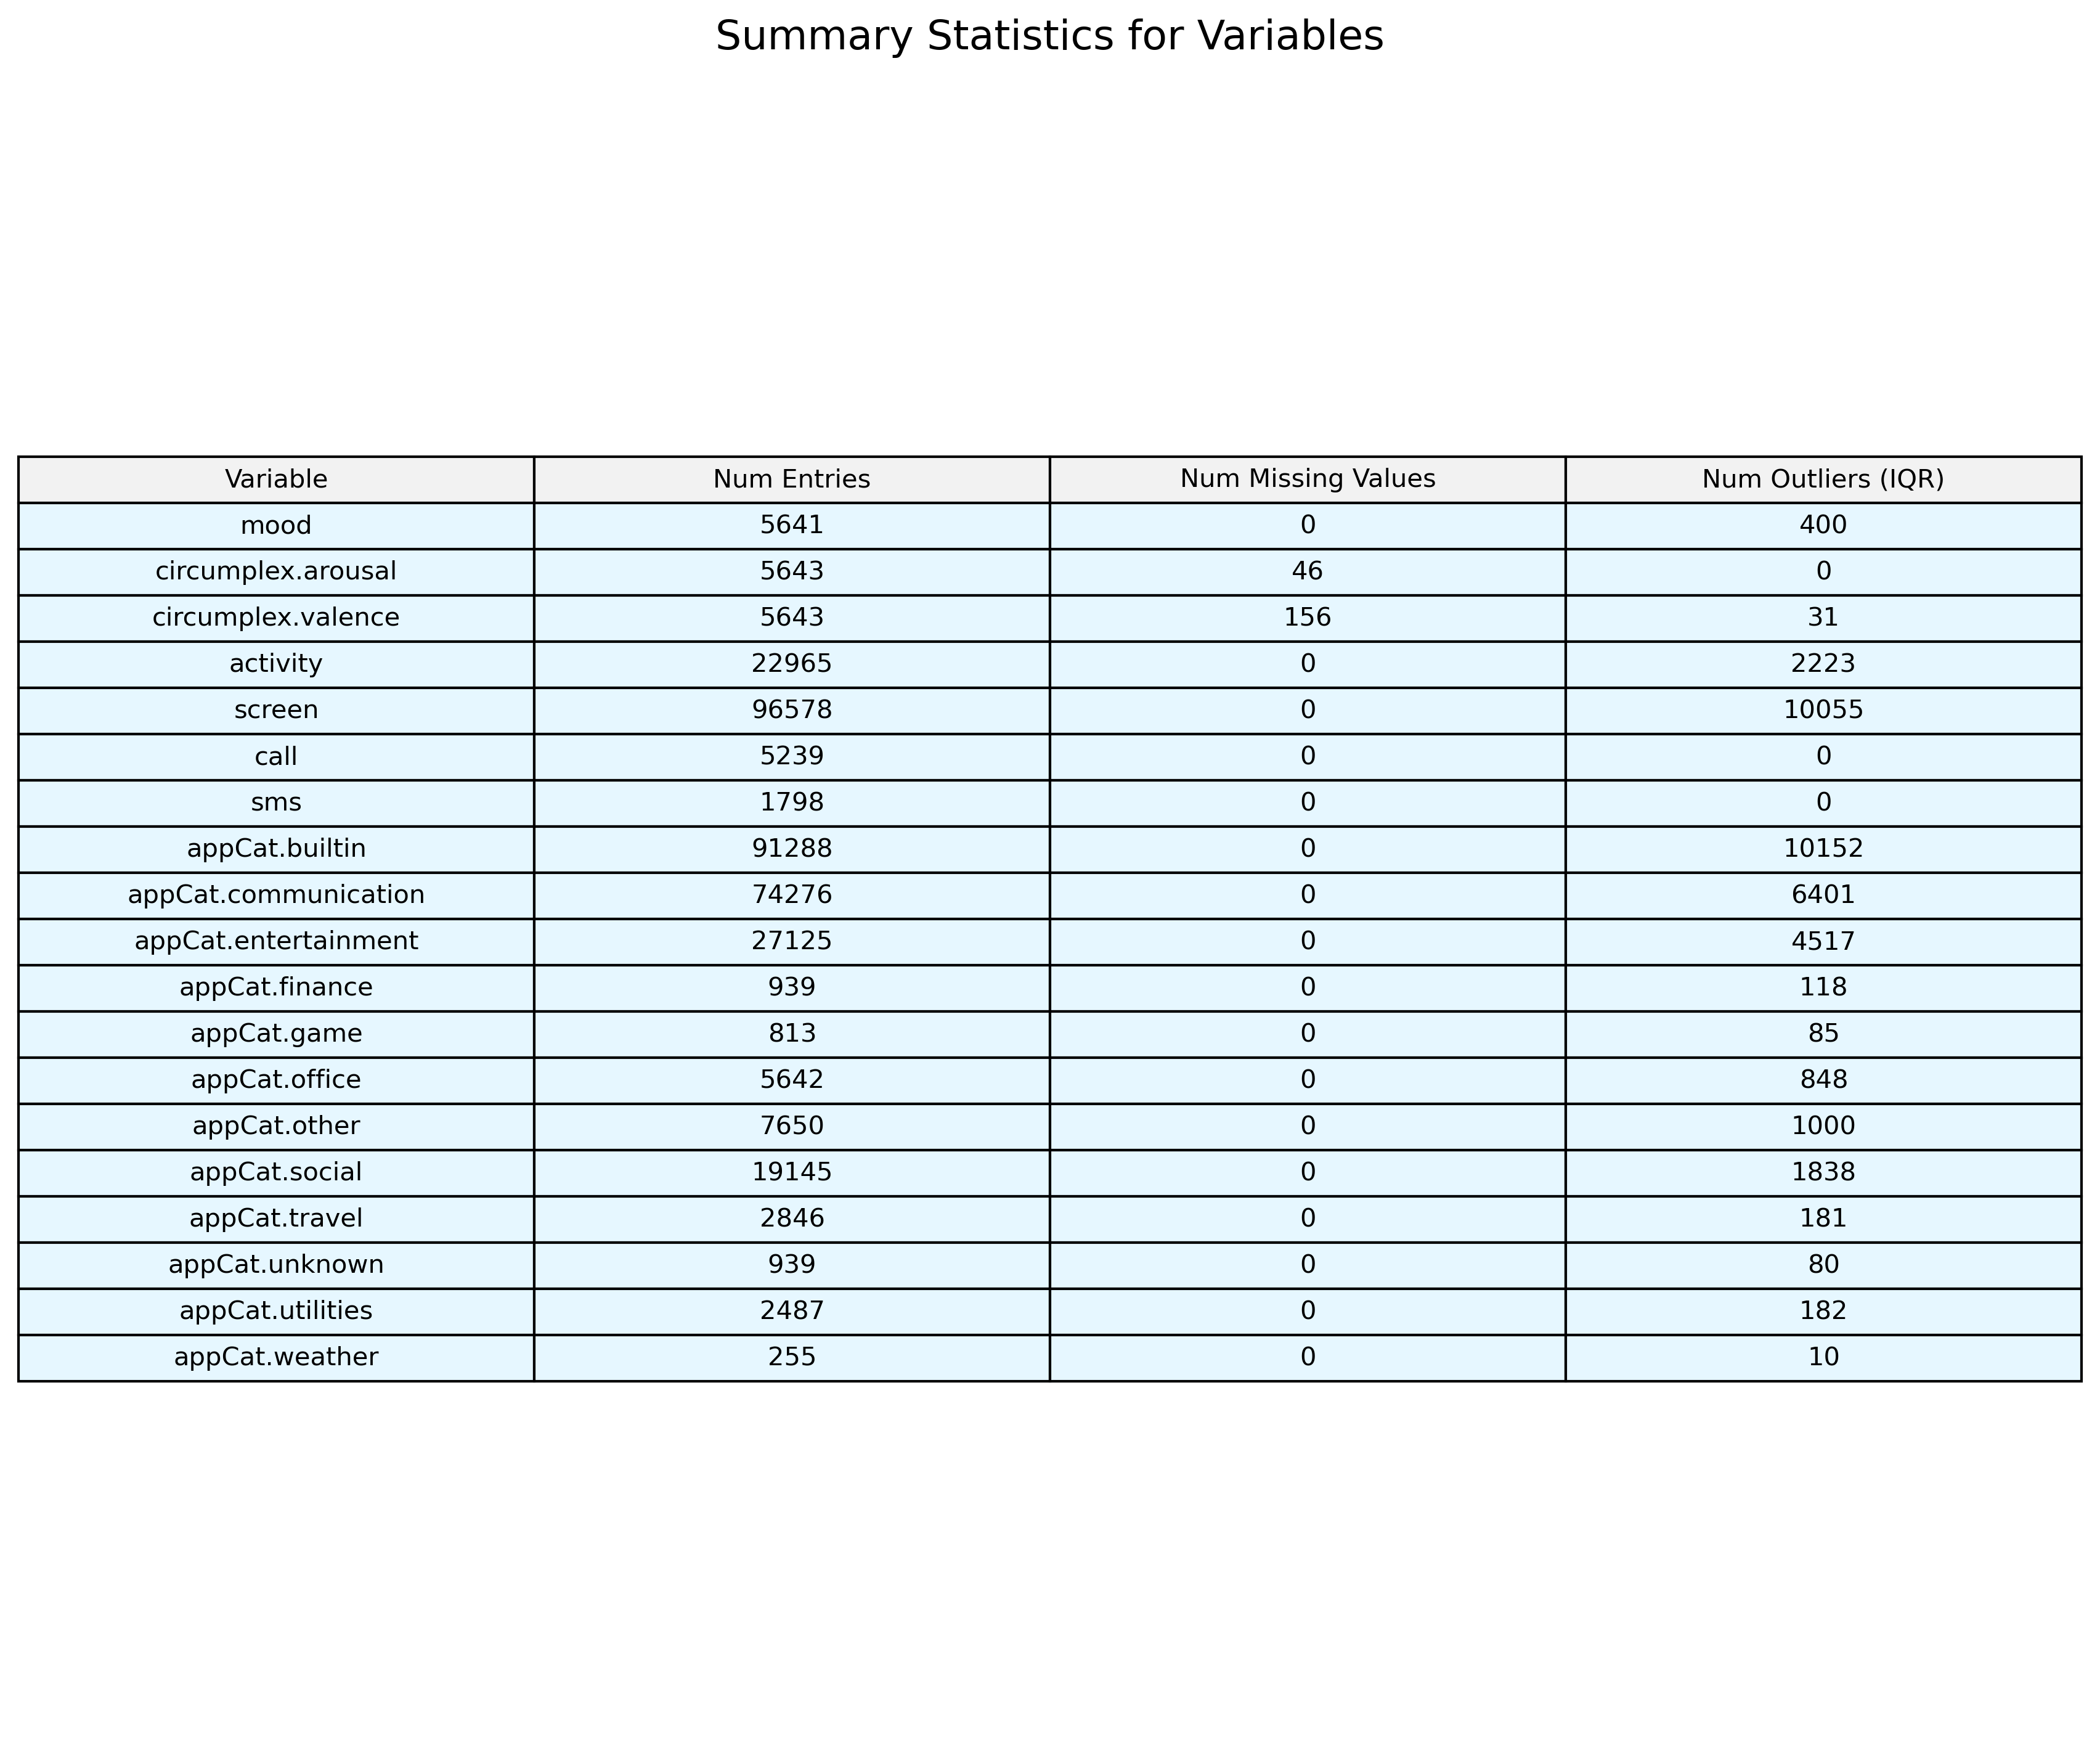 Summary Statistics for Variables
Variable Num Entries Num Missing Values Num Outliers (IQR)
mood 5641 0 400
circumplex.arousal 5643 46 0
circumplex.valence 5643 156 31
activity 22965 0 2223
screen 96578 0 10055
call 5239 0 0
sms 1798 0 0
appCat.builtin 91288 0 10152
appCat.communication 74276 0 6401
appCat.entertainment 27125 0 4517
appCat.finance 939 0 118
appCat.game 813 0 85
appCat.office 5642 0 848
appCat.other 7650 0 1000
appCat.social 19145 0 1838
appCat.travel 2846 0 181
appCat.unknown 939 0 80
appCat.utilities 2487 0 182
appCat.weather 255 0 10